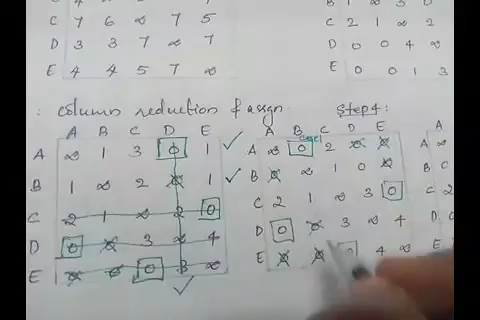 C 7 6 ∞ 7 5
D 3 3 7 ∞ 7
E 4 4 5 7 ∞
B 1 ∞ 3 0
C 2 1 ∞ 2
D 0 0 4 ∞
E 0 0 1 3
: column reduction & assign
A B C D E
A ∞ 1 3 0 1 ✓
B 1 ∞ 2 0 1 ✓
C 2 1 ∞ 2 0
D 0 0 3 ∞ 4
E 0 0 0 3 ∞
✓
Step 4:
A B C D E
A ∞ 0 2 0 0
B 0 ∞ 1 0 0
C 2 1 ∞ 3 0
D 0 0 3 ∞ 4
E 0 0 0 4 ∞
A
A ∞
B
C 2
D
E